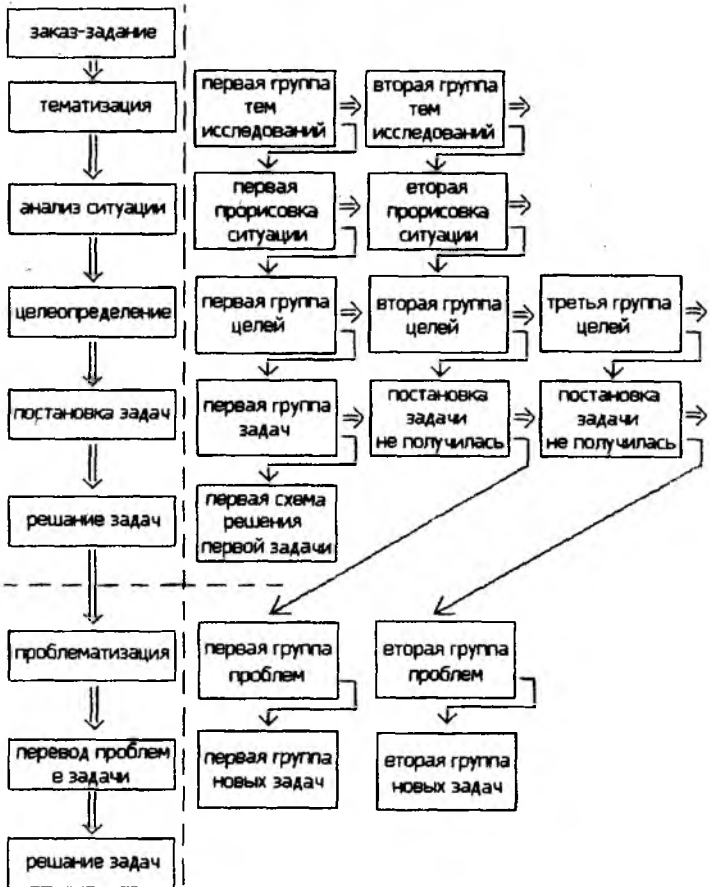 заказ-задание
тематизация
первая группа
тем
исследований
вторая группа
тем
исследований
анализ ситуации
первая
прорисовка
ситуации
вторая
прорисовка
ситуации
целеопределение
первая группа
целей
вторая группа
целей
третья группа
целей
постановка задач
первая группа
задач
постановка
задачи
не получилась
постановка
задачи
не получилась
решание задач
первая схема
решения
первой задачи
проблематизация
первая группа
проблем
вторая группа
проблем
перевод проблем
в задачи
первая группа
новых задач
вторая группа
новых задач
решание задач